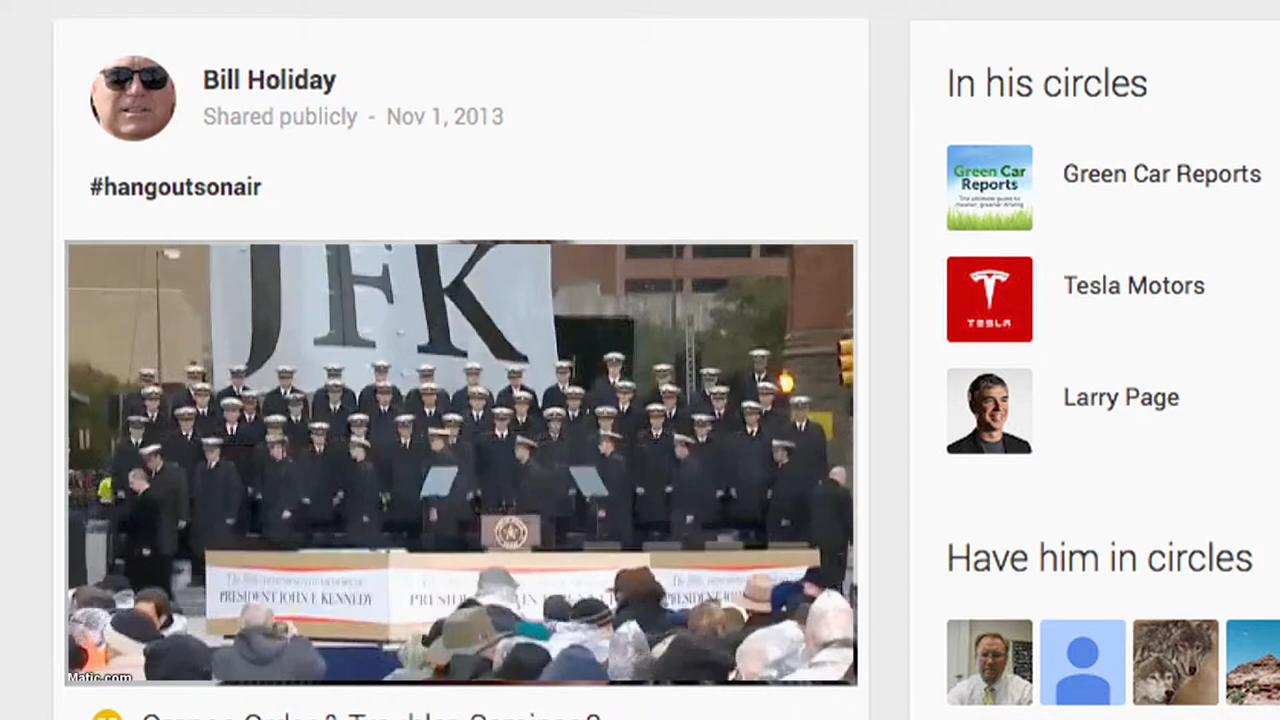 Bill Holiday
Shared publicly - Nov 1, 2013
#hangoutsonair
JFK
PRESIDENT JOHN F. KENNEDY
Matic.com
In his circles
Green Car
Reports
Green Car Reports
TESLA
Tesla Motors
Larry Page
Have him in circles